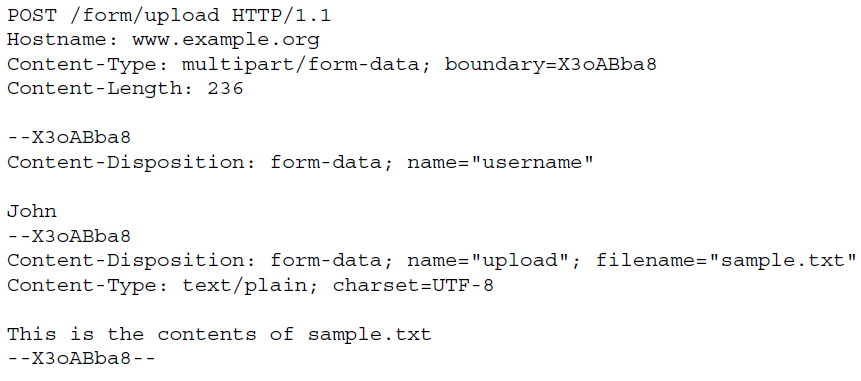 POST /form/upload HTTP/1.1
Hostname: www.example.org
Content-Type: multipart/form-data; boundary=X3oABba8
Content-Length: 236

--X3oABba8
Content-Disposition: form-data; name="username"

John
--X3oABba8
Content-Disposition: form-data; name="upload"; filename="sample.txt"
Content-Type: text/plain; charset=UTF-8

This is the contents of sample.txt
--X3oABba8--